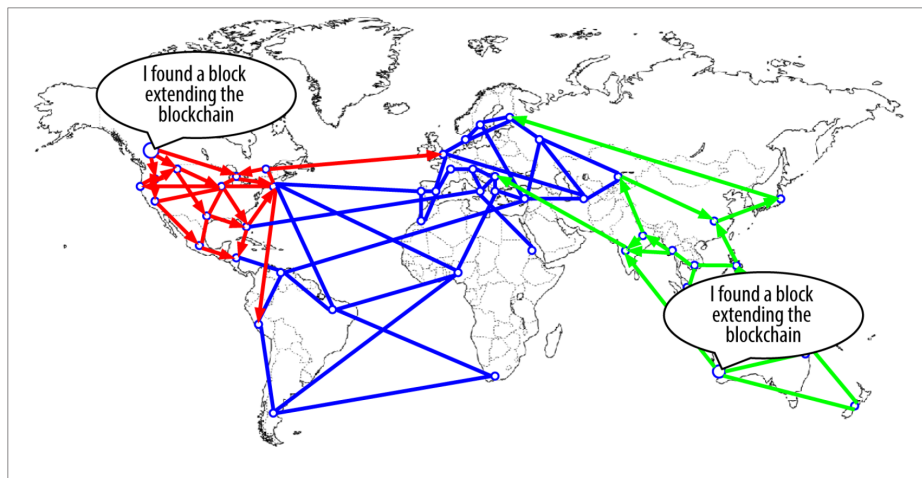 I found a block
extending the
blockchain
I found a block
extending the
blockchain